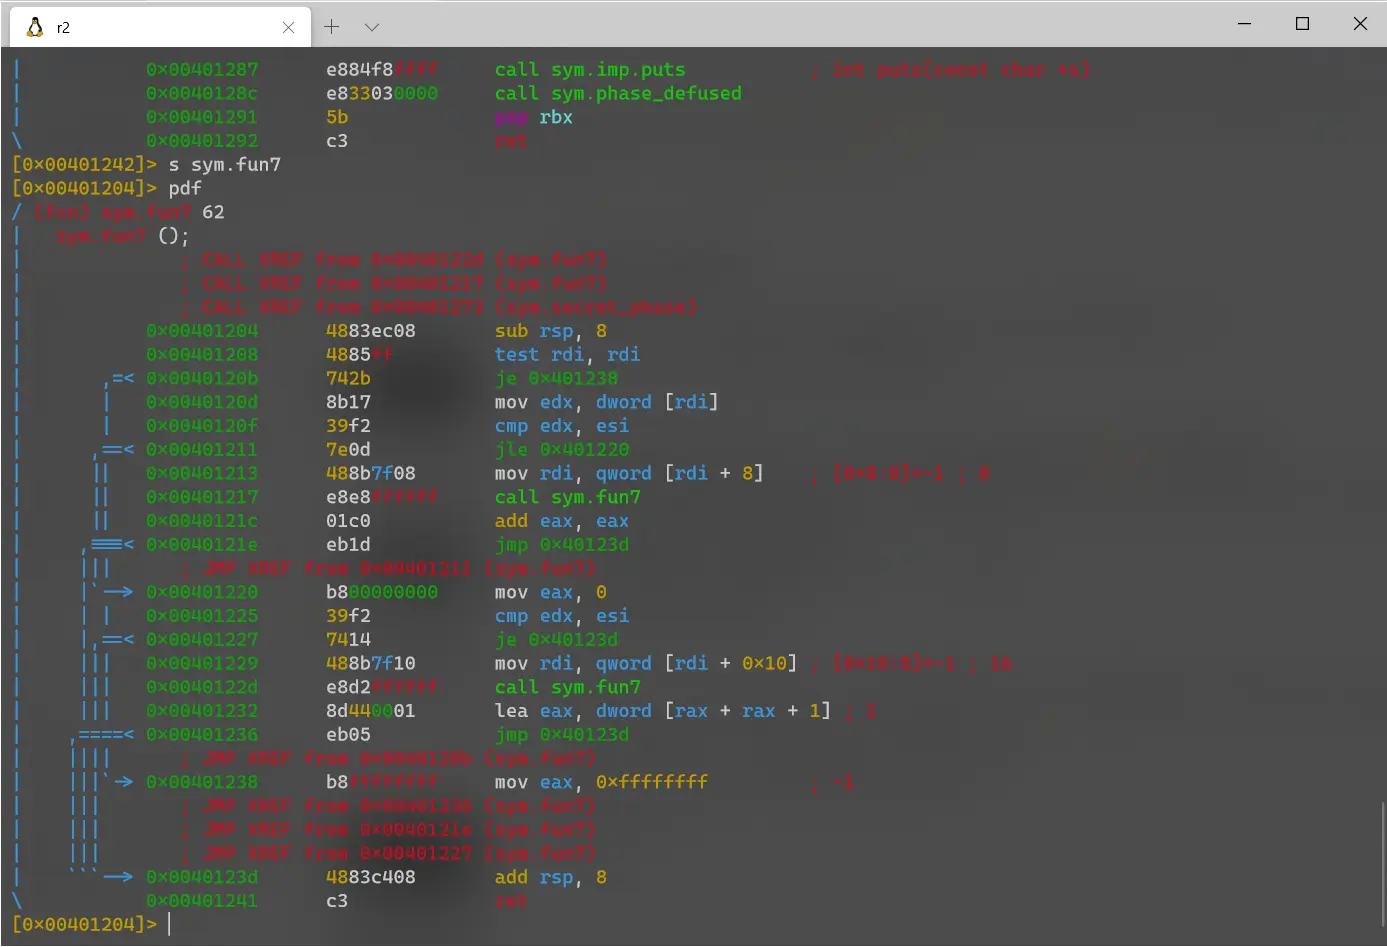 r2
| 0x00401287 e884f8ffff call sym.imp.puts ; int puts(const char *s)
| 0x0040128c e833030000 call sym.phase_defused
| 0x00401291 5b pop rbx
\ 0x00401292 c3 ret
[0x00401242]> s sym.fun7
[0x00401204]> pdf
/ (fcn) sym.fun7 62
| sym.fun7 ();
| ; CALL XREF from 0x0040122d (sym.fun7)
| ; CALL XREF from 0x00401217 (sym.fun7)
| ; CALL XREF from 0x00401273 (sym.secret_phase)
| 0x00401204 4883ec08 sub rsp, 8
| 0x00401208 4885ff test rdi, rdi
| ,=< 0x0040120b 742b je 0x401238
| | 0x0040120d 8b17 mov edx, dword [rdi]
| | 0x0040120f 39f2 cmp edx, esi
| ,==< 0x00401211 7e0d jle 0x401220
| || 0x00401213 488b7f08 mov rdi, qword [rdi + 8] ; [0x8:8]=-1 ; 8
| || 0x00401217 e8e8ffffff call sym.fun7
| || 0x0040121c 01c0 add eax, eax
| ,===< 0x0040121e eb1d jmp 0x40123d
| ||| ; JMP XREF from 0x00401211 (sym.fun7)
| |`--> 0x00401220 b800000000 mov eax, 0
| | | 0x00401225 39f2 cmp edx, esi
| |,==< 0x00401227 7414 je 0x40123d
| ||| 0x00401229 488b7f10 mov rdi, qword [rdi + 0x10] ; [0x10:8]=-1 ; 16
| ||| 0x0040122d e8d2ffffff call sym.fun7
| ||| 0x00401232 8d440001 lea eax, dword [rax + rax + 1] ; 1
| ,====< 0x00401236 eb05 jmp 0x40123d
| |||| ; JMP XREF from 0x0040120b (sym.fun7)
| |||`-> 0x00401238 b8ffffffff mov eax, 0xffffffff ; -1
| ||| ; JMP XREF from 0x00401236 (sym.fun7)
| ||| ; JMP XREF from 0x0040121e (sym.fun7)
| ||| ; JMP XREF from 0x00401227 (sym.fun7)
| ```--> 0x0040123d 4883c408 add rsp, 8
\ 0x00401241 c3 ret
[0x00401204]>